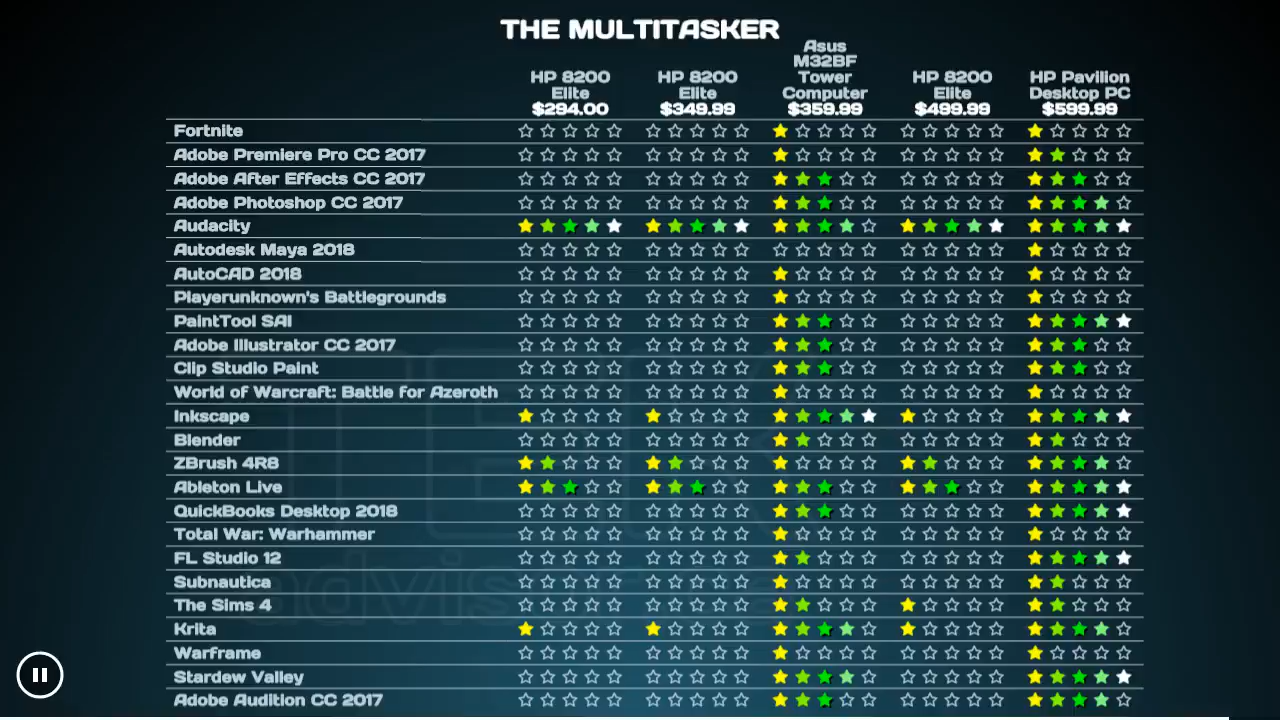 THE MULTITASKER
HP 8200
Elite
$294.00
HP 8200
Elite
$349.99
Asus
M32BF
Tower
Computer
$359.99
HP 8200
Elite
$499.99
HP Pavilion
Desktop PC
$599.99
Fortnite
Adobe Premiere Pro CC 2017
Adobe After Effects CC 2017
Adobe Photoshop CC 2017
Audacity
Autodesk Maya 2018
AutoCAD 2018
Playerunknown's Battlegrounds
PaintTool SAI
Adobe Illustrator CC 2017
Clip Studio Paint
World of Warcraft: Battle for Azeroth
Inkscape
Blender
ZBrush 4R8
Ableton Live
QuickBooks Desktop 2018
Total War: Warhammer
FL Studio 12
Subnautica
The Sims 4
Krita
Warframe
Stardew Valley
Adobe Audition CC 2017